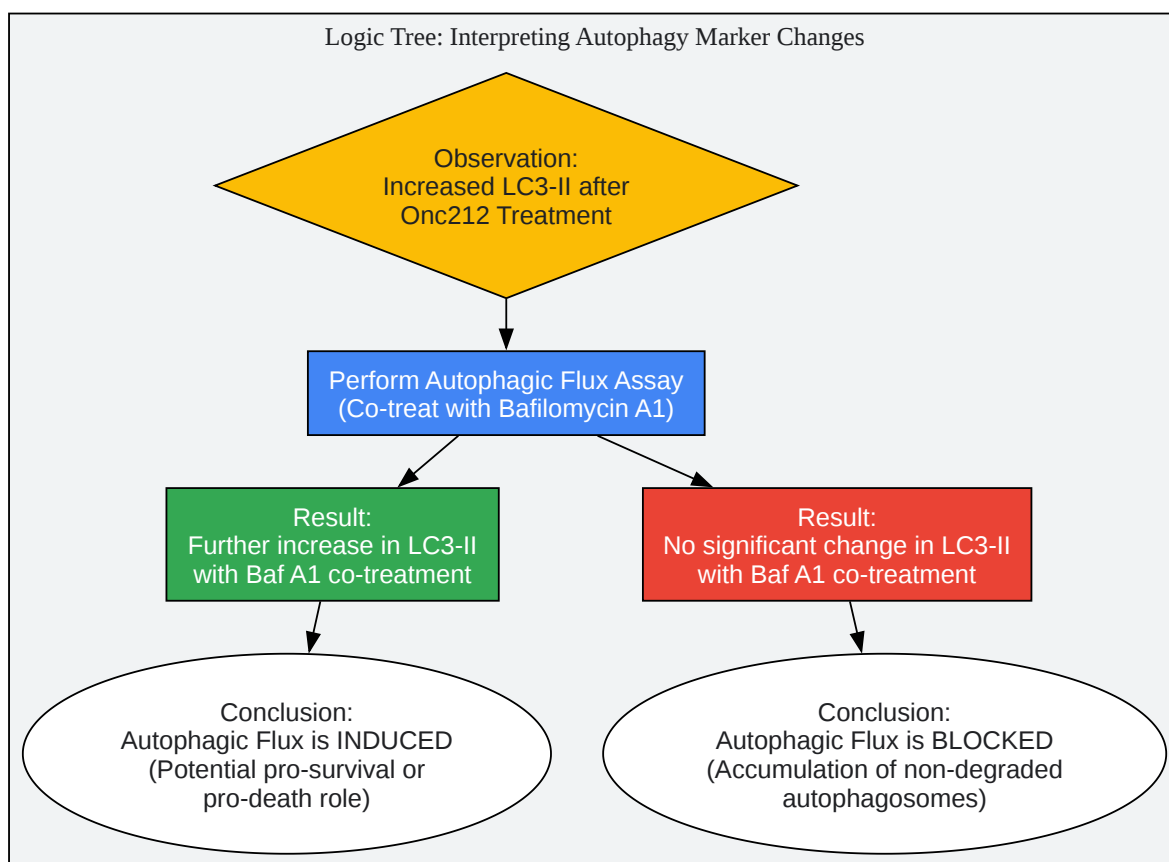 Logic Tree: Interpreting Autophagy Marker Changes
Observation:
Increased LC3-II after
Onc212 Treatment
Perform Autophagic Flux Assay
(Co-treat with Bafilomycin A1)
Result:
Further increase in LC3-II
with Baf A1 co-treatment
Result:
No significant change in LC3-II
with Baf A1 co-treatment
Conclusion:
Autophagic Flux is INDUCED
(Potential pro-survival or
pro-death role)
Conclusion:
Autophagic Flux is BLOCKED
(Accumulation of non-degraded
autophagosomes)